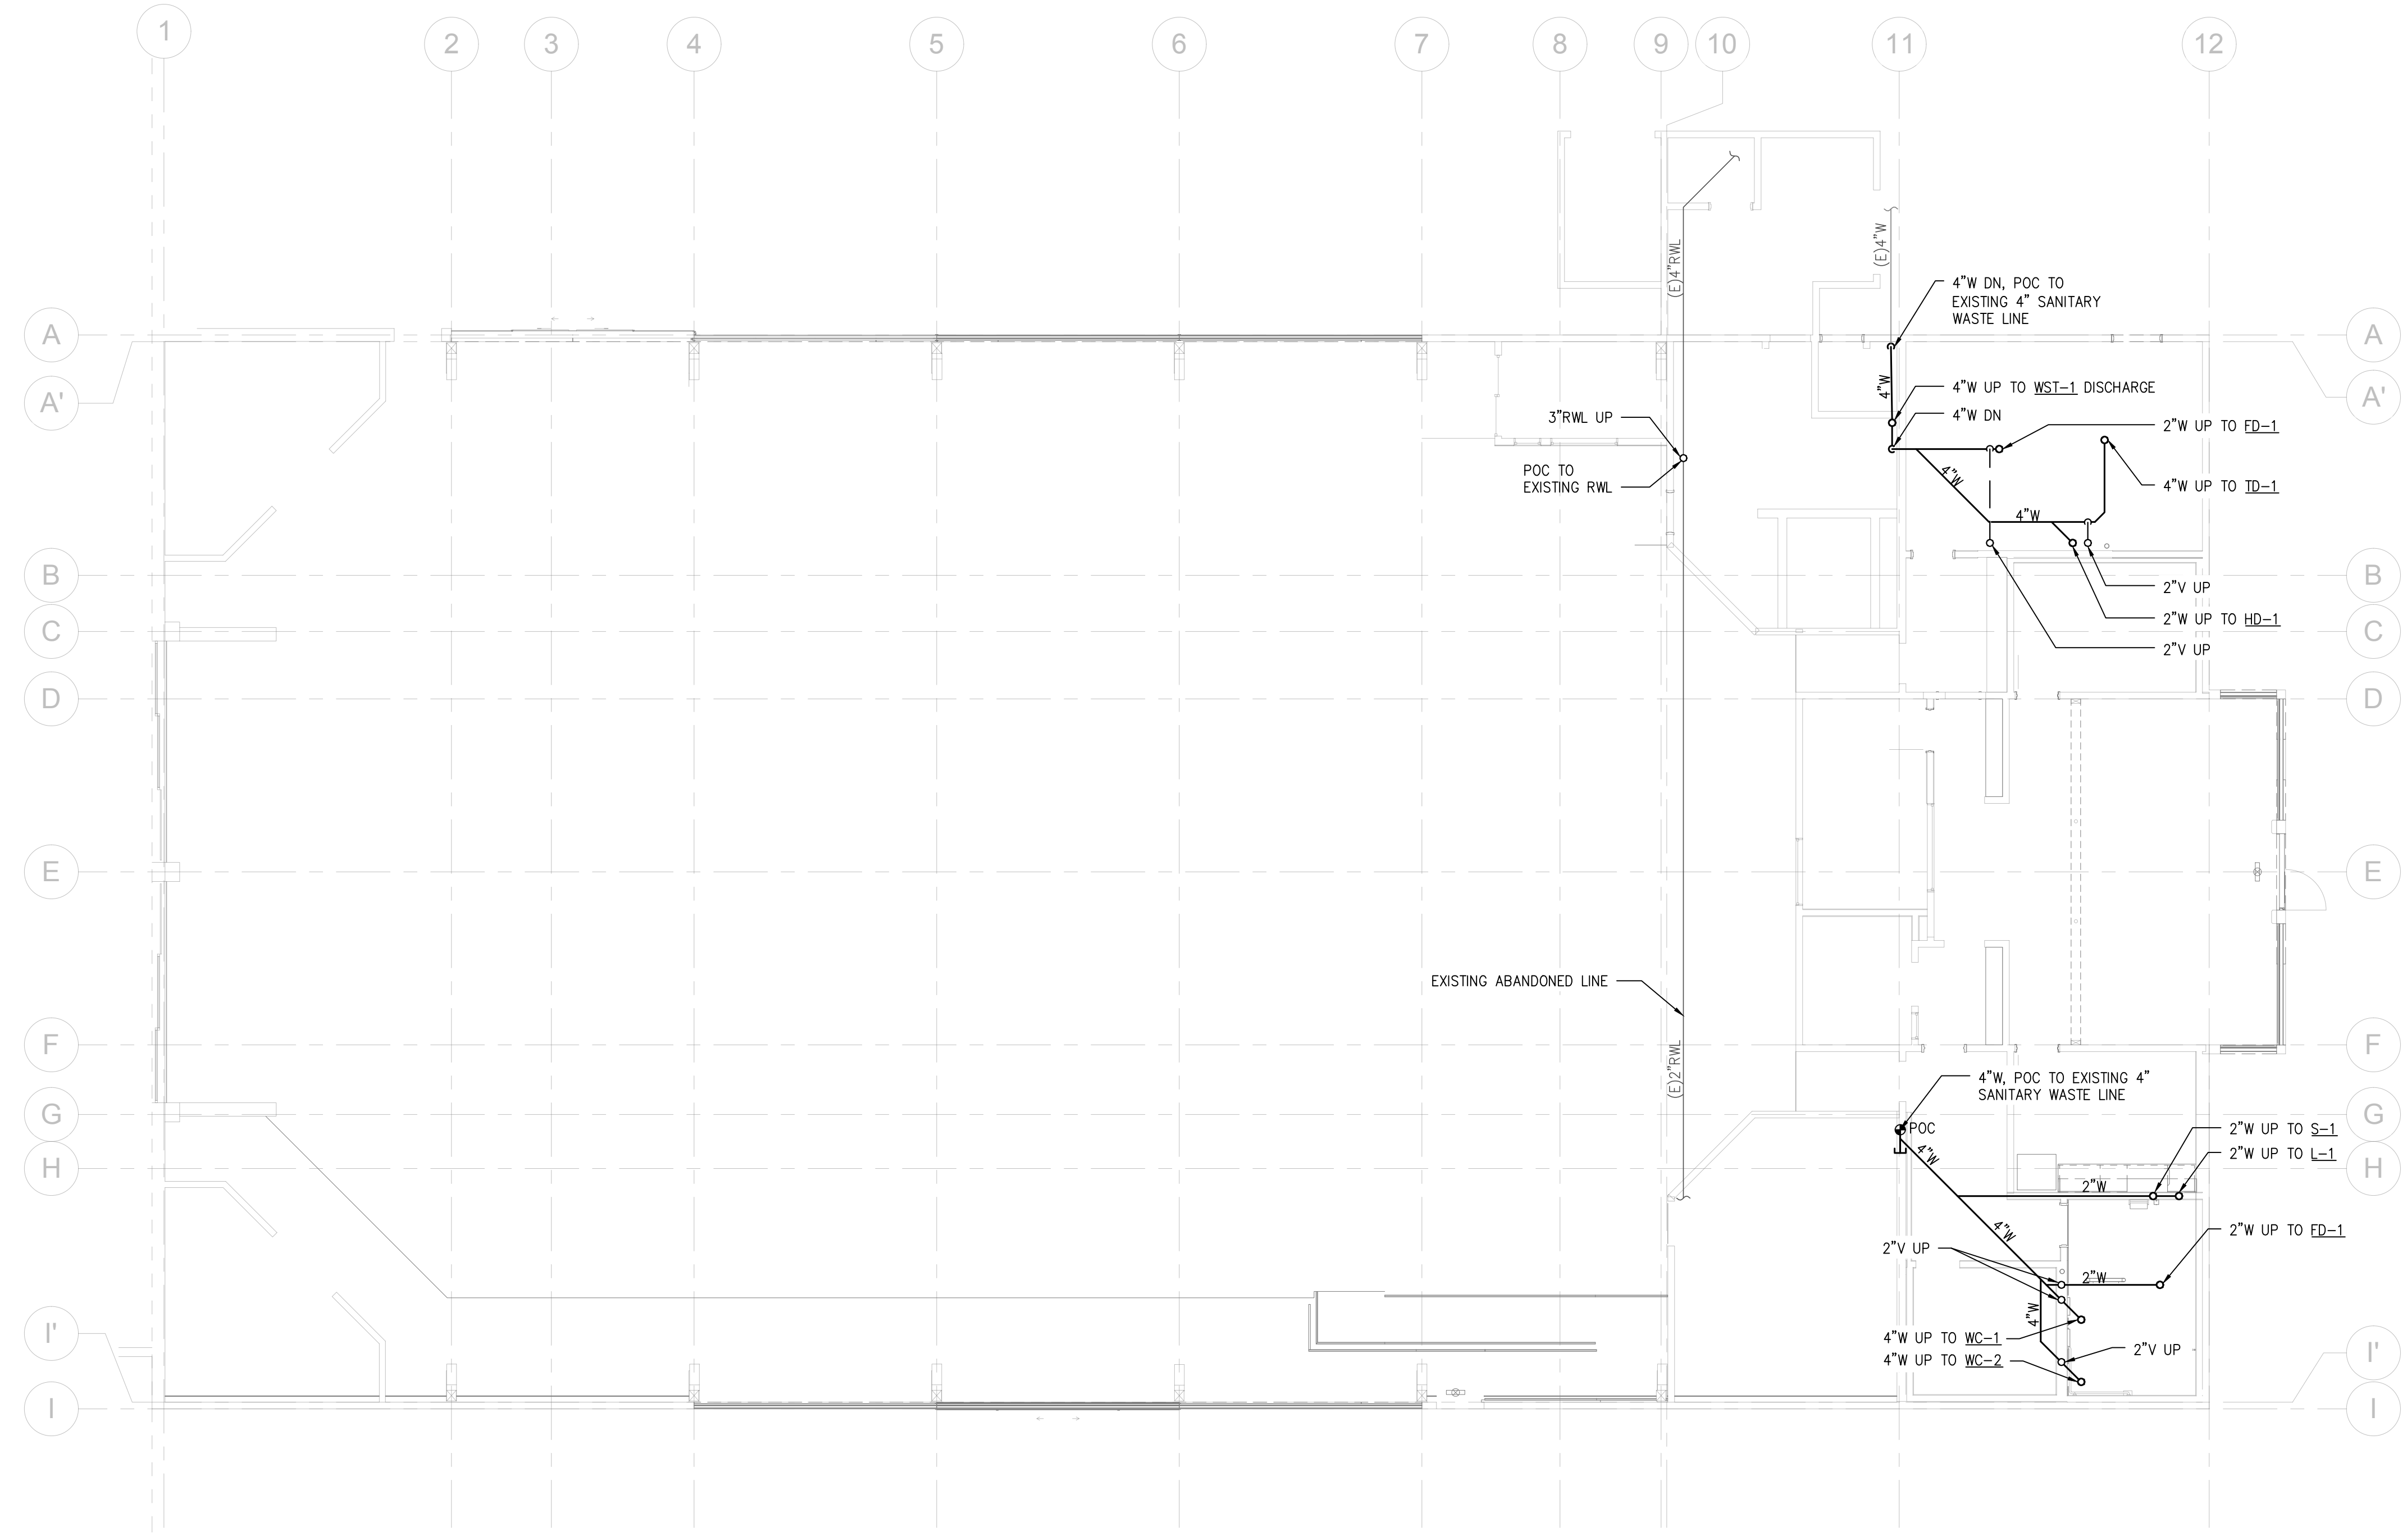 1
2
3
4
5
6
7
8
9
10
11
12
(E)4"RWL
(E)4"W
4"W DN, POC TO
EXISTING 4" SANITARY
WASTE LINE
A
A
A'
A'
4"W
4"W UP TO WST-1 DISCHARGE
4"W DN
3"RWL UP
2"W UP TO FD-1
POC TO
EXISTING RWL
4"W
4"W UP TO TD-1
4"W
B
B
2"V UP
C
C
2"W UP TO HD-1
2"V UP
D
D
E
E
EXISTING ABANDONED LINE
F
F
(E)2"RWL
4"W, POC TO EXISTING 4"
SANITARY WASTE LINE
G
G
POC
2"W UP TO S-1
4"W
2"W UP TO L-1
H
H
2"W
4"W
2"W UP TO FD-1
2"V UP
2"W
4"W
I'
I'
4"W UP TO WC-1
2"V UP
4"W UP TO WC-2
I
I